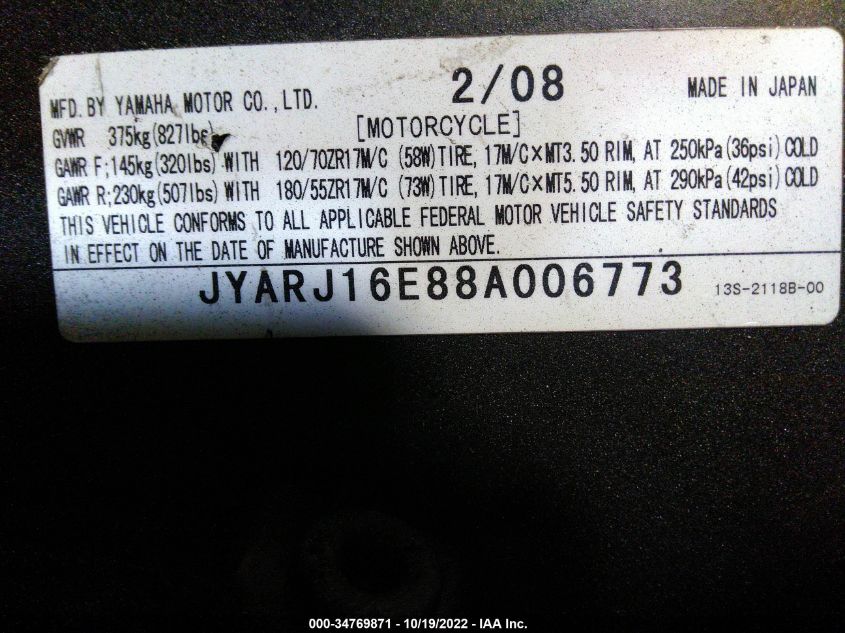 MFD. BY YAMAHA MOTOR CO., LTD. 2/08 MADE IN JAPAN
GVWR 375kg(827lbs) [MOTORCYCLE]
GAWR F;145kg(320lbs) WITH 120/70ZR17M/C (58W)TIRE, 17M/C×MT3.50 RIM, AT 250kPa(36psi)COLD
GAWR R;230kg(507lbs) WITH 180/55ZR17M/C (73W)TIRE, 17M/C×MT5.50 RIM, AT 290kPa(42psi)COLD
THIS VEHICLE CONFORMS TO ALL APPLICABLE FEDERAL MOTOR VEHICLE SAFETY STANDARDS
IN EFFECT ON THE DATE OF MANUFACTURE SHOWN ABOVE.
JYARJ16E88A006773 13S-2118B-00
000-34769871 - 10/19/2022 - IAA Inc.